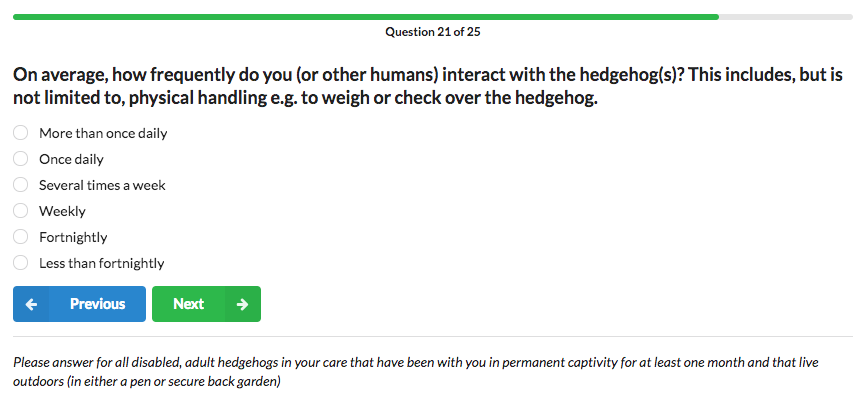 Question 21 of 25
On average, how frequently do you (or other humans) interact with the hedgehog(s)? This includes, but is
not limited to, physical handling e.g. to weigh or check over the hedgehog.
More than once daily
Once daily
Several times a week
Weekly
Fortnightly
Less than fortnightly
Previous Next
Please answer for all disabled, adult hedgehogs in your care that have been with you in permanent captivity for at least one month and that live
outdoors (in either a pen or secure back garden)